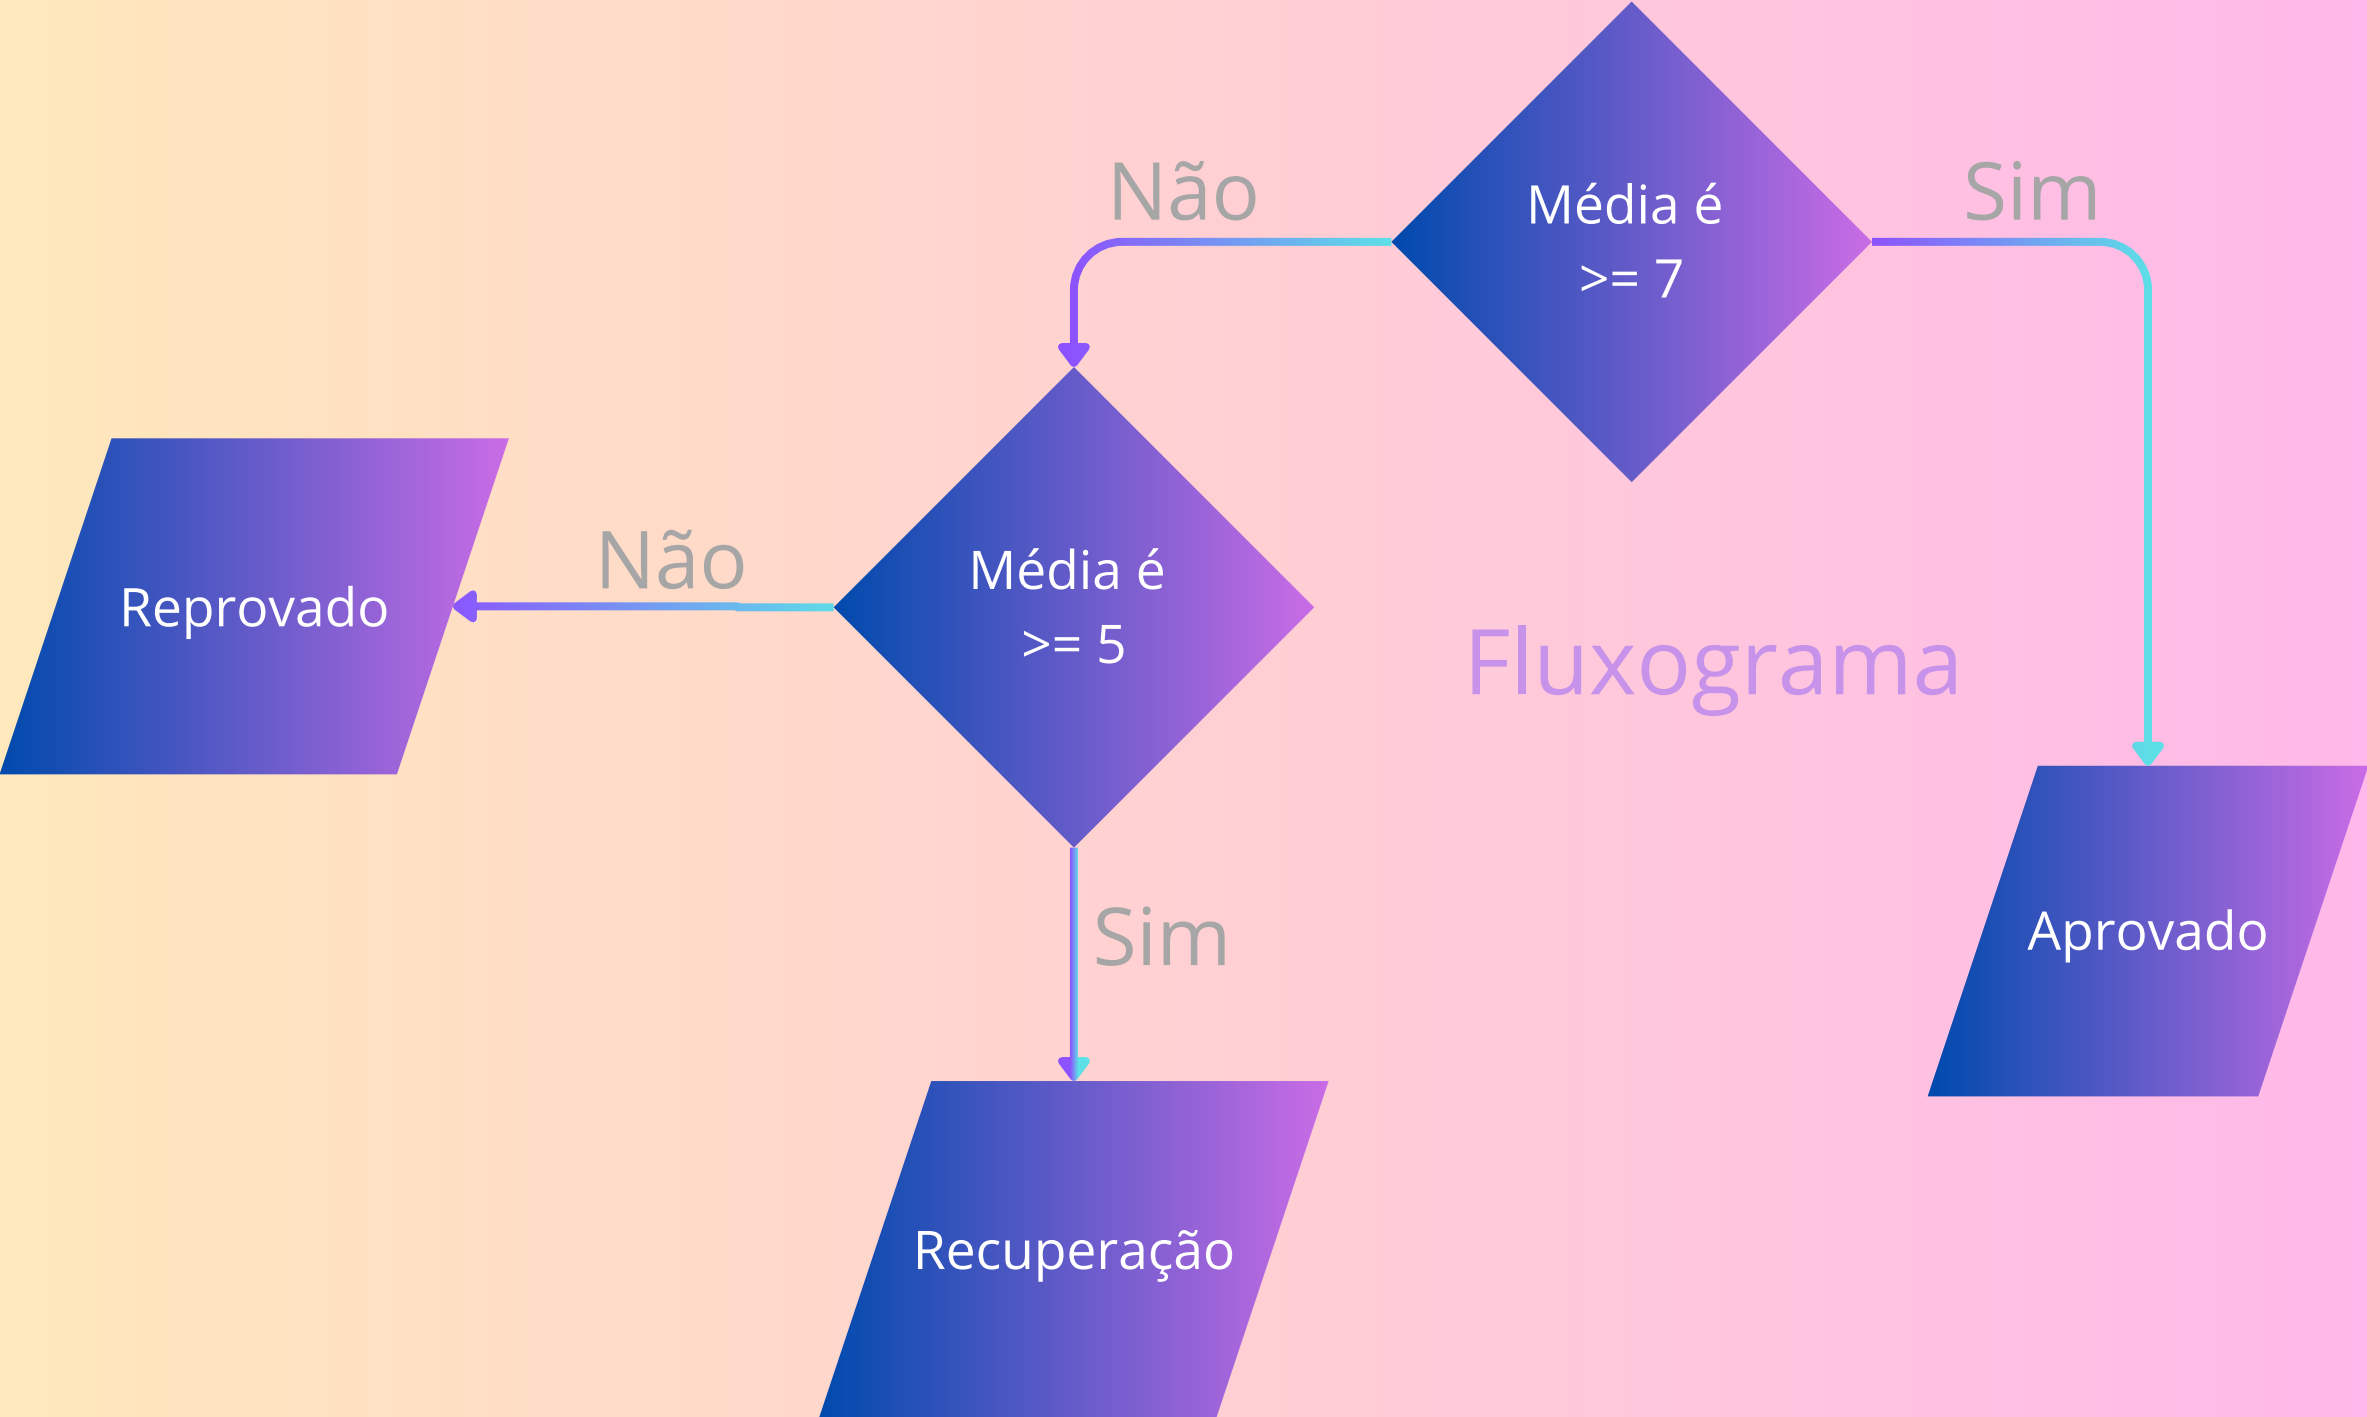 Não
Média é
>= 7
Sim
Reprovado
Não
Média é
>= 5
Fluxograma
Sim
Aprovado
Recuperação